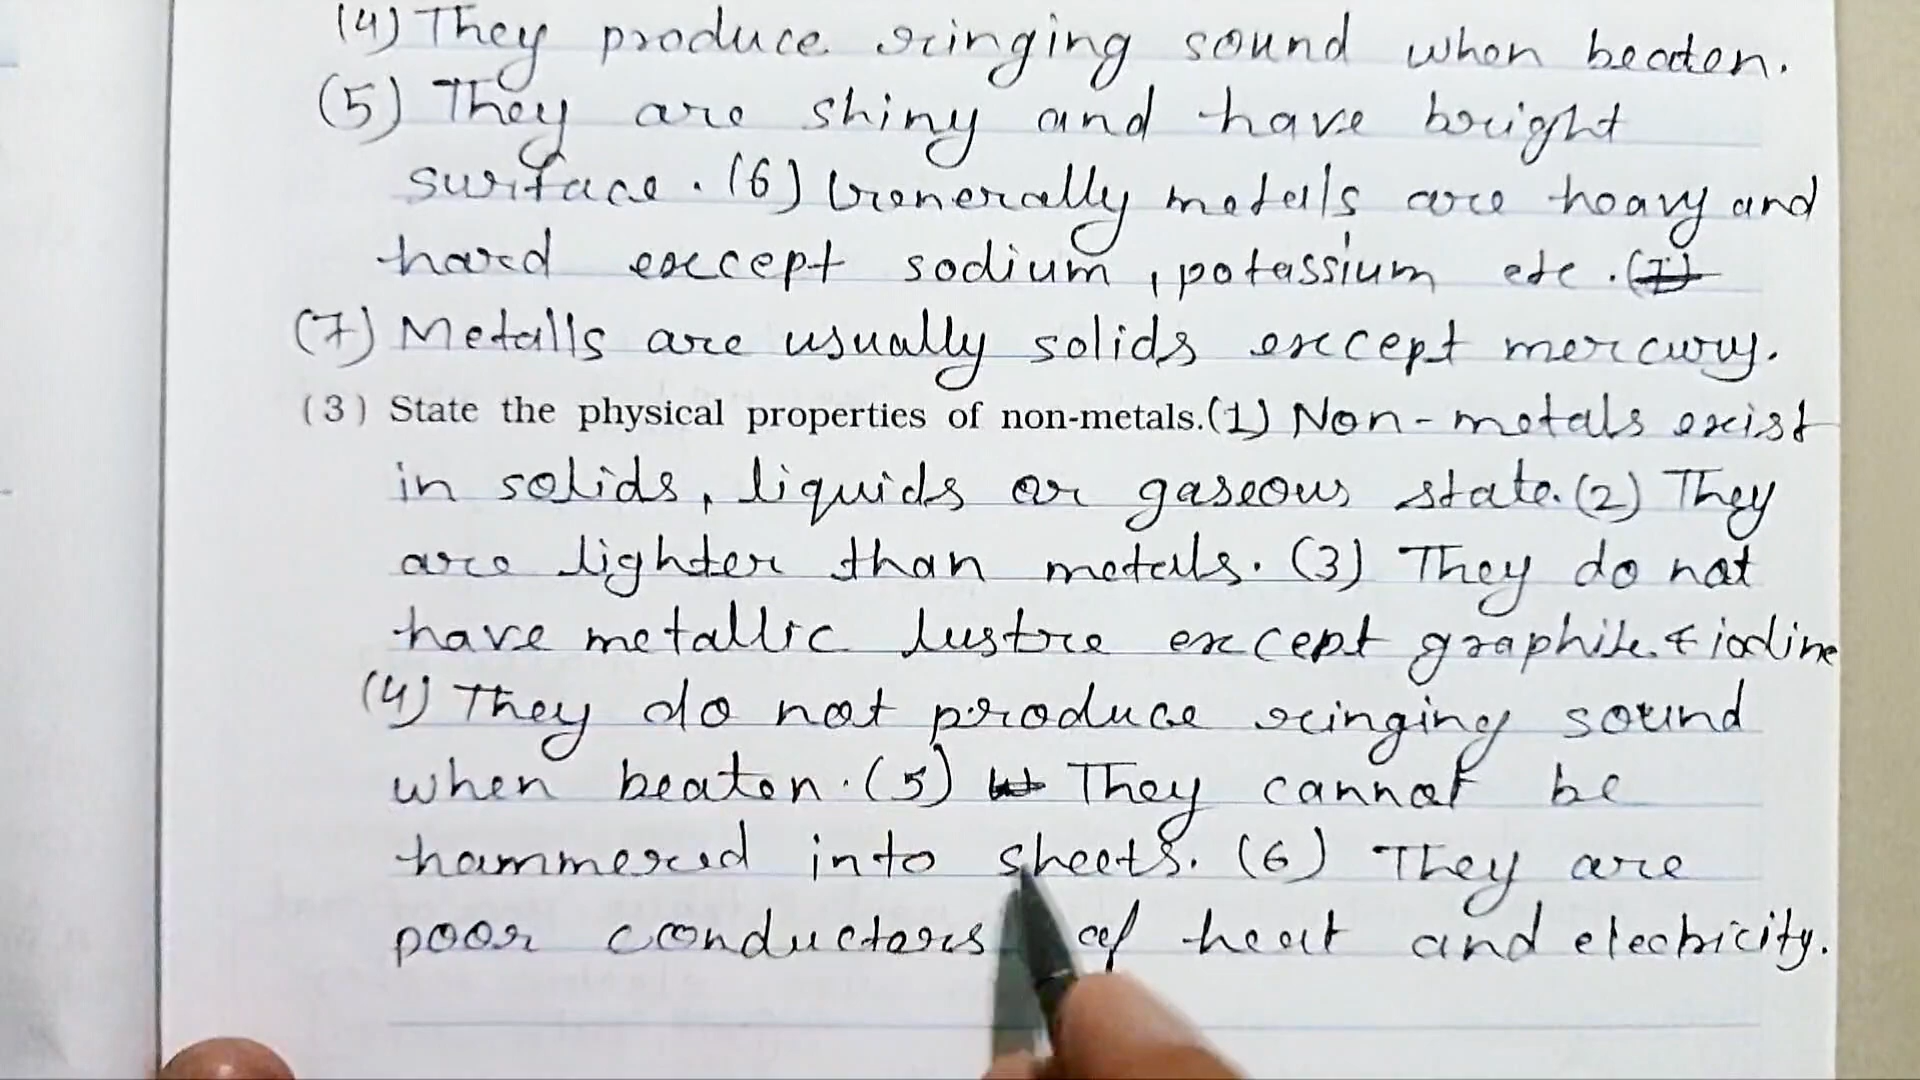 (4) They produce ringing sound when beaten.
(5) They are shiny and have bright
surface. (6) Generally metals are heavy and
hard except sodium, potassium etc. (7)
(7) Metalls are usually solids except mercury.
(3) State the physical properties of non-metals. (1) Non-metals exist
in solids, liquids or gaseous state. (2) They
are lighter than metals. (3) They do not
have metallic lustre except graphite. & iodine
(4) They do not produce ringing sound
when beaten. (5) They cannot be
hammered into sheets. (6) They are
poor conductors of heat and electricity.